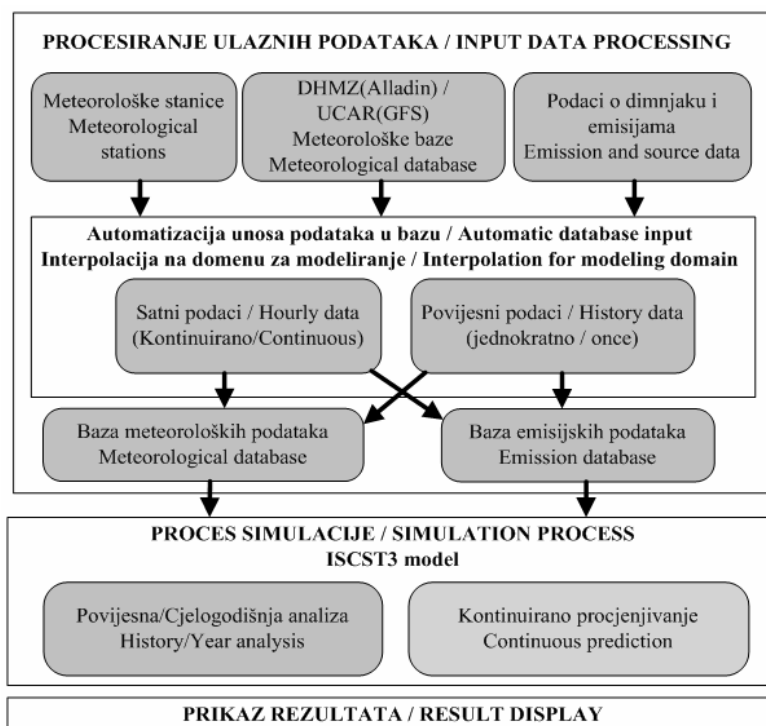 PROCESIRANJE ULAZNIH PODATAKA / INPUT DATA PROCESSING
Meteorološke stanice
Meteorological
stations
DHMZ(Alladin) /
UCAR(GFS)
Meteorološke baze
Meteorological database
Podaci o dimnjaku i
emisijama
Emission and source data
Automatizacija unosa podataka u bazu / Automatic database input
Interpolacija na domenu za modeliranje / Interpolation for modeling domain
Satni podaci / Hourly data
(Kontinuirano/Continuous)
Povijesni podaci / History data
(jednokratno / once)
Baza meteoroloških podataka
Meteorological database
Baza emisijskih podataka
Emission database
PROCES SIMULACIJE / SIMULATION PROCESS
ISCST3 model
Povijesna/Cjelogodišnja analiza
History/Year analysis
Kontinuirano procjenjivanje
Continuous prediction
PRIKAZ REZULTATA / RESULT DISPLAY